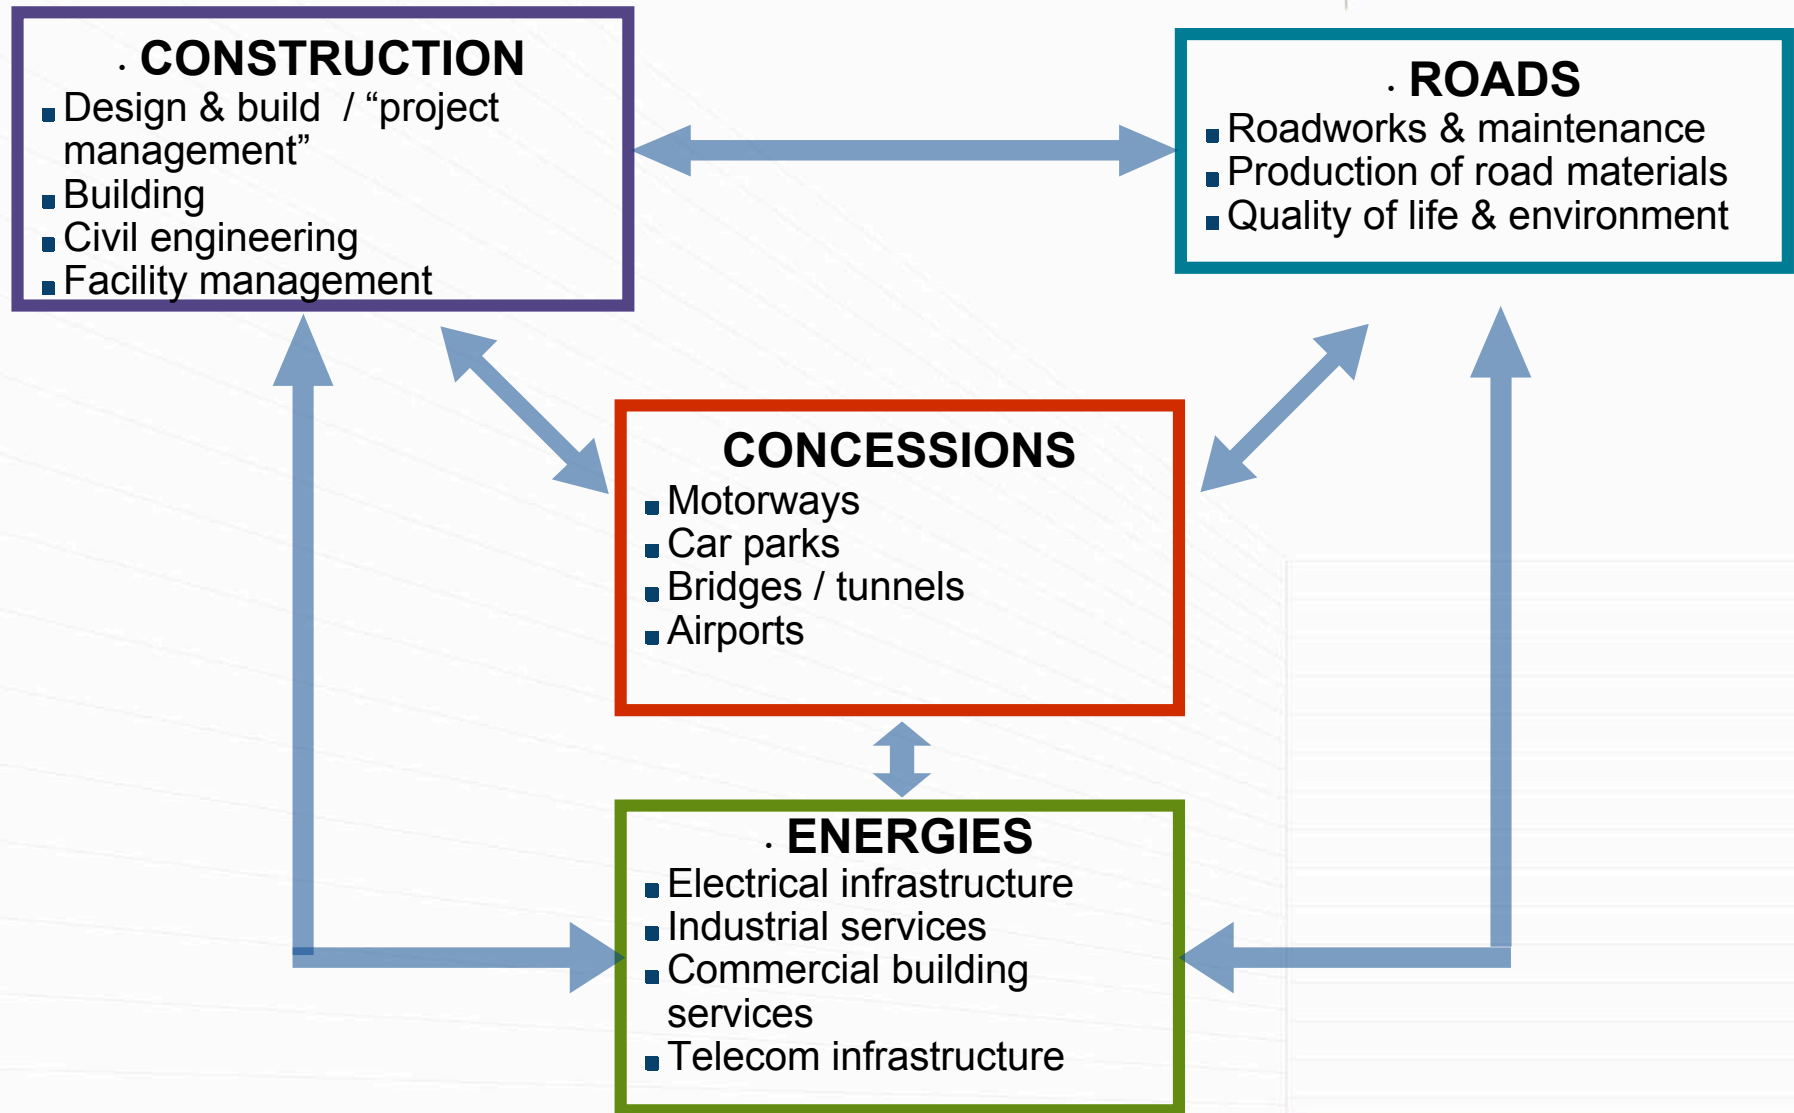 · CONSTRUCTION
▪ Design & build / “project
management”
▪ Building
▪ Civil engineering
▪ Facility management
· ROADS
▪ Roadworks & maintenance
▪ Production of road materials
▪ Quality of life & environment
CONCESSIONS
▪ Motorways
▪ Car parks
▪ Bridges / tunnels
▪ Airports
· ENERGIES
▪ Electrical infrastructure
▪ Industrial services
▪ Commercial building
services
▪ Telecom infrastructure